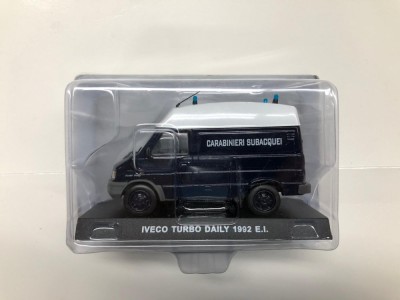 CARABINIERI SUBACQUEI
IVECO TURBO DAILY 1992 E.I.